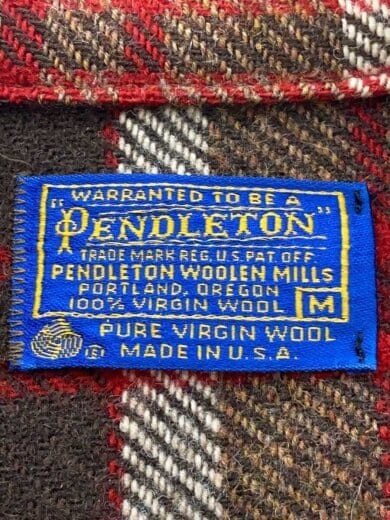 WARRANTED TO BE A
"PENDLETON"
TRADE MARK REG. U.S. PAT. OFF.
PENDLETON WOOLEN MILLS
PORTLAND, OREGON
100% VIRGIN WOOL M
PURE VIRGIN WOOL
MADE IN U.S.A.